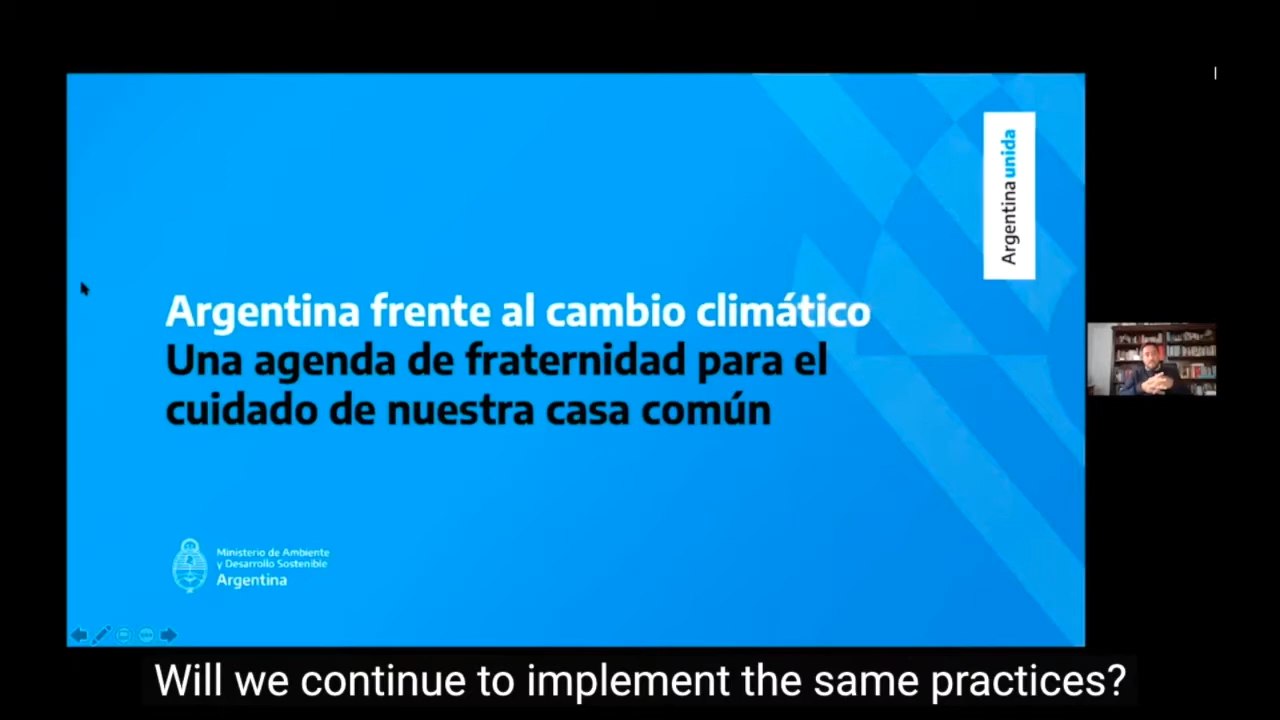 Argentina unida
Argentina frente al cambio climático
Una agenda de fraternidad para el
cuidado de nuestra casa común
Ministerio de Ambiente
y Desarrollo Sostenible
Argentina
Will we continue to implement the same practices?